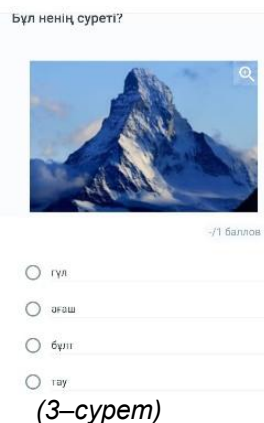 Бұл ненің суреті?
-/1 баллов
гүл
ағаш
бұлт
тау
(3–сурет)